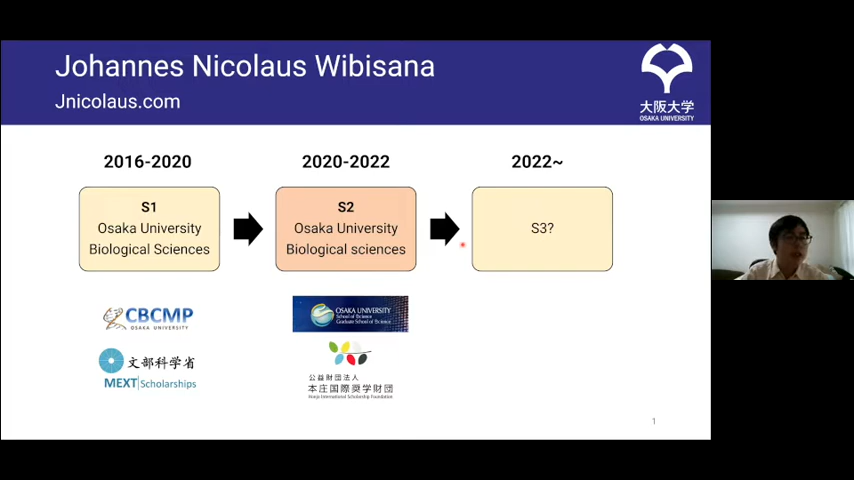 Johannes Nicolaus Wibisana
Jnicolaus.com
大阪大学
OSAKA UNIVERSITY
2016-2020
2020-2022
2022~
S1
Osaka University
Biological Sciences
S2
Osaka University
Biological sciences
S3?
CBCMP
OSAKA UNIVERSITY
文部科学省
MEXT Scholarships
OSAKA UNIVERSITY
School of Science
Graduate School of Science
公益財団法人
本庄国際奨学財団
Honjo International Scholarship Foundation
1